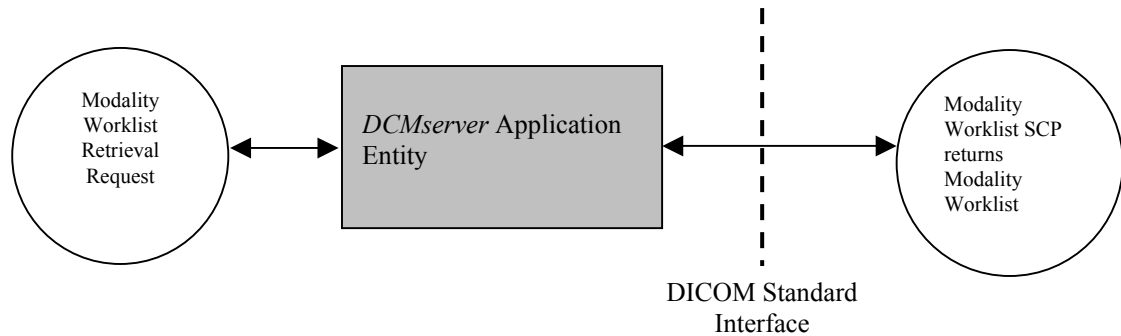 Modality
Worklist
Retrieval
Request
DCMserver Application
Entity
Modality
Worklist SCP
returns
Modality
Worklist
DICOM Standard
Interface